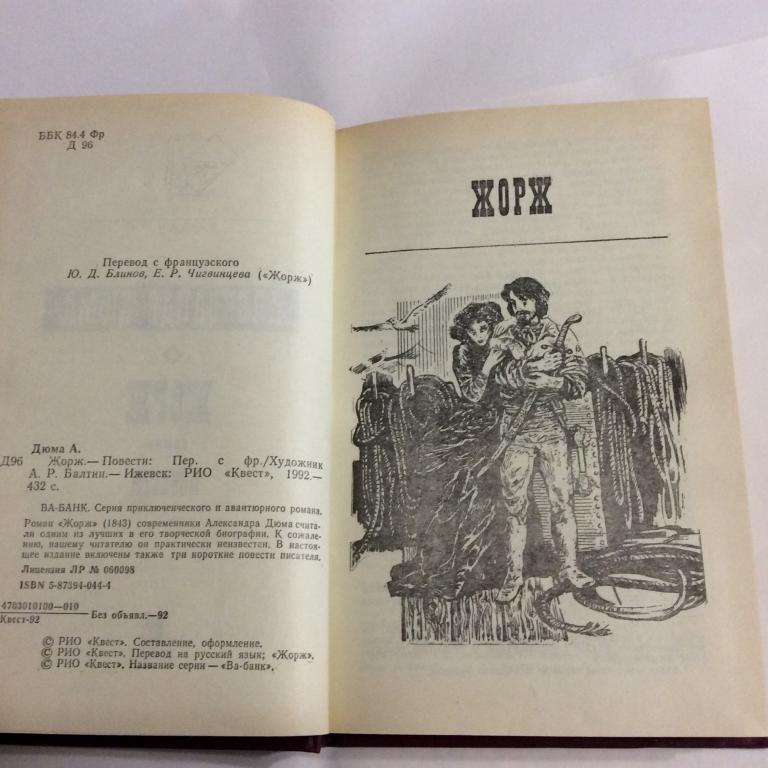 ББК 84.4 Фр
Д 96
Перевод с французского
Ю. Д. Блинов, Е. Р. Чигвинцева («Жорж»)
Дюма А.
Д96 Жорж.— Повести: Пер. с фр./Художник
А. Р. Балтин.— Ижевск: РИО «Квест», 1992.—
432 с.
ВА-БАНК. Серия приключенческого и авантюрного романа.
Роман «Жорж» (1843) современники Александра Дюма счита-
ли одним из лучших в его творческой биографии. К сожале-
нию, нашему читателю он практически неизвестен. В настоя-
щее издание включены также три короткие повести писателя.
Лицензия ЛР № 060098
ISBN 5-87394-044-4
4703010100—010
Квест-92
Без объявл.—92
© РИО «Квест». Составление, оформление.
© РИО «Квест». Перевод на русский язык; «Жорж».
© РИО «Квест». Название серии — «Ва-банк».
ЖОРЖ